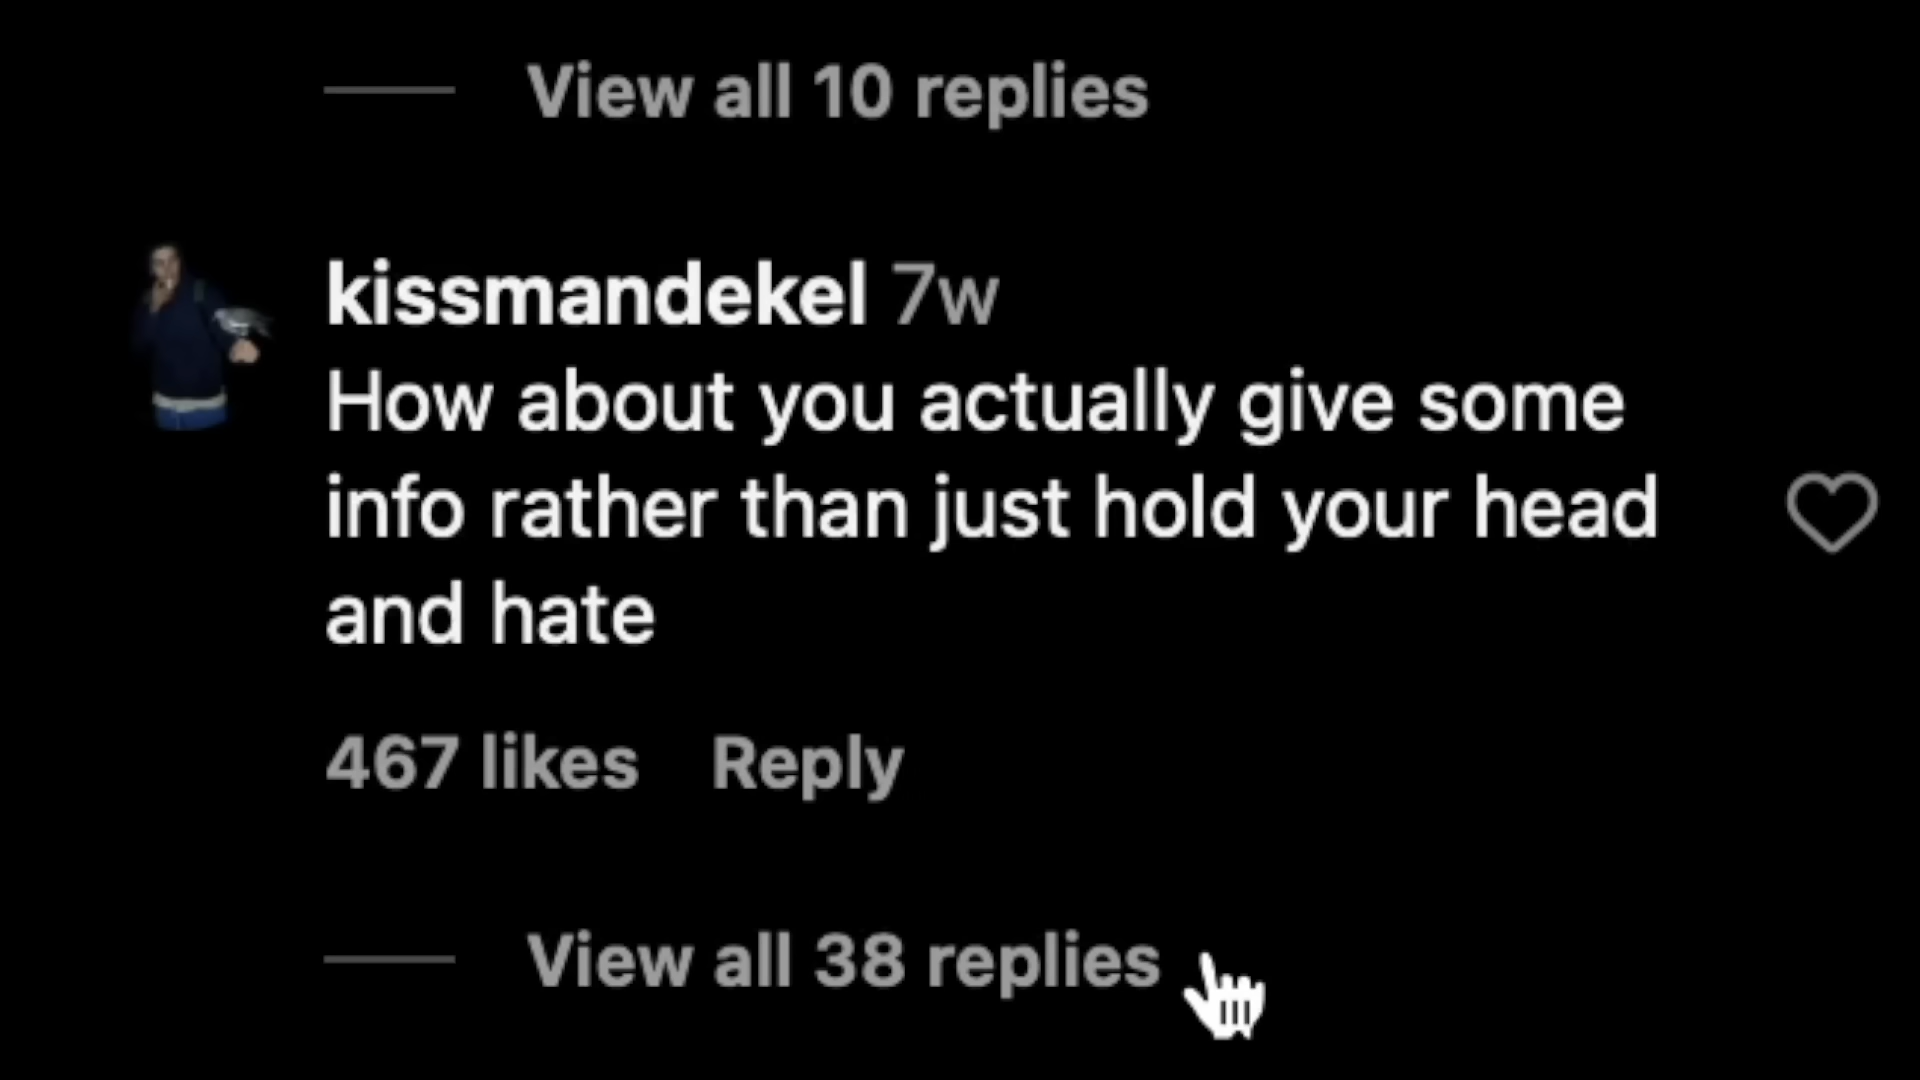 View all 10 replies
kissmandekel 7w
How about you actually give some
info rather than just hold your head
and hate
467 likes Reply
View all 38 replies